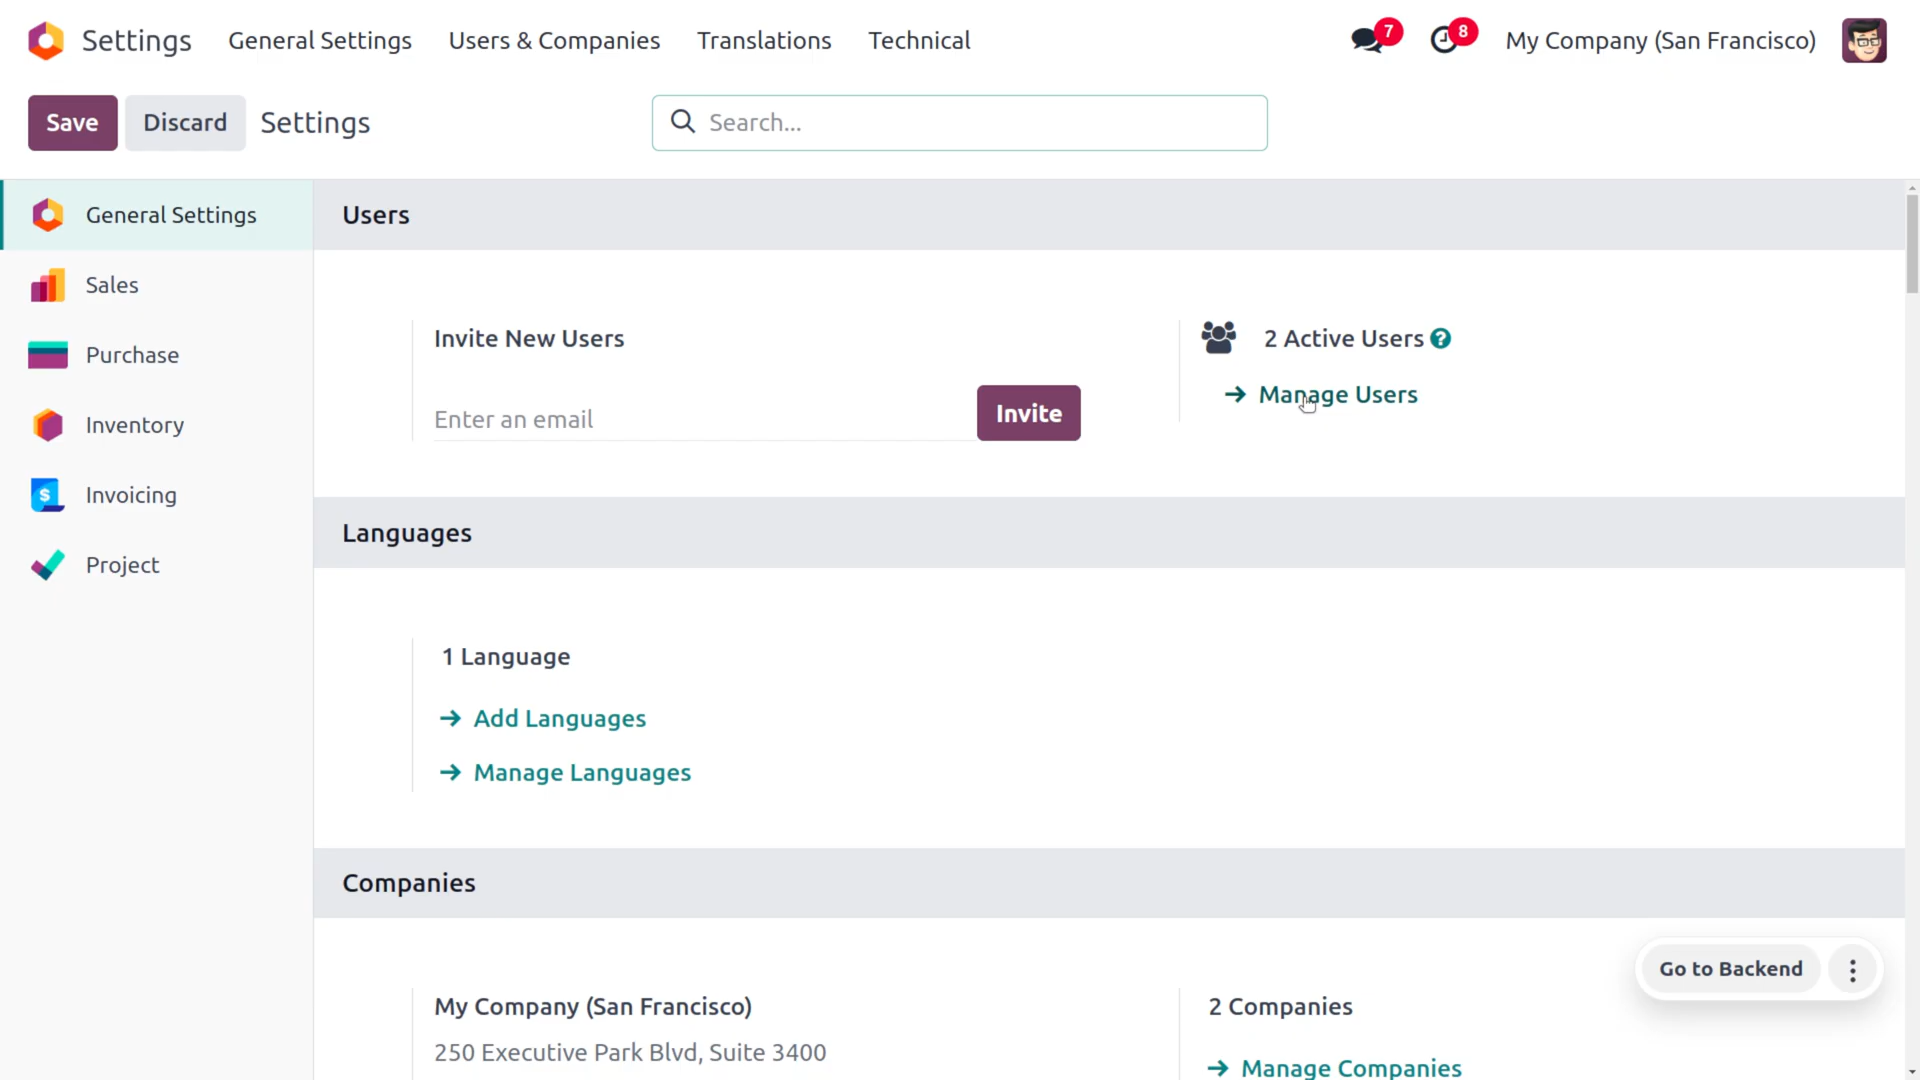 Settings General Settings Users & Companies Translations Technical 7 8 My Company (San Francisco)
Save Discard Settings Search...
General Settings
Sales
Purchase
Inventory
Invoicing
Project
Users
Invite New Users
Enter an email Invite
2 Active Users ?
→ Manage Users
Languages
1 Language
→ Add Languages
→ Manage Languages
Companies
My Company (San Francisco)
250 Executive Park Blvd, Suite 3400
2 Companies
→ Manage Companies
Go to Backend